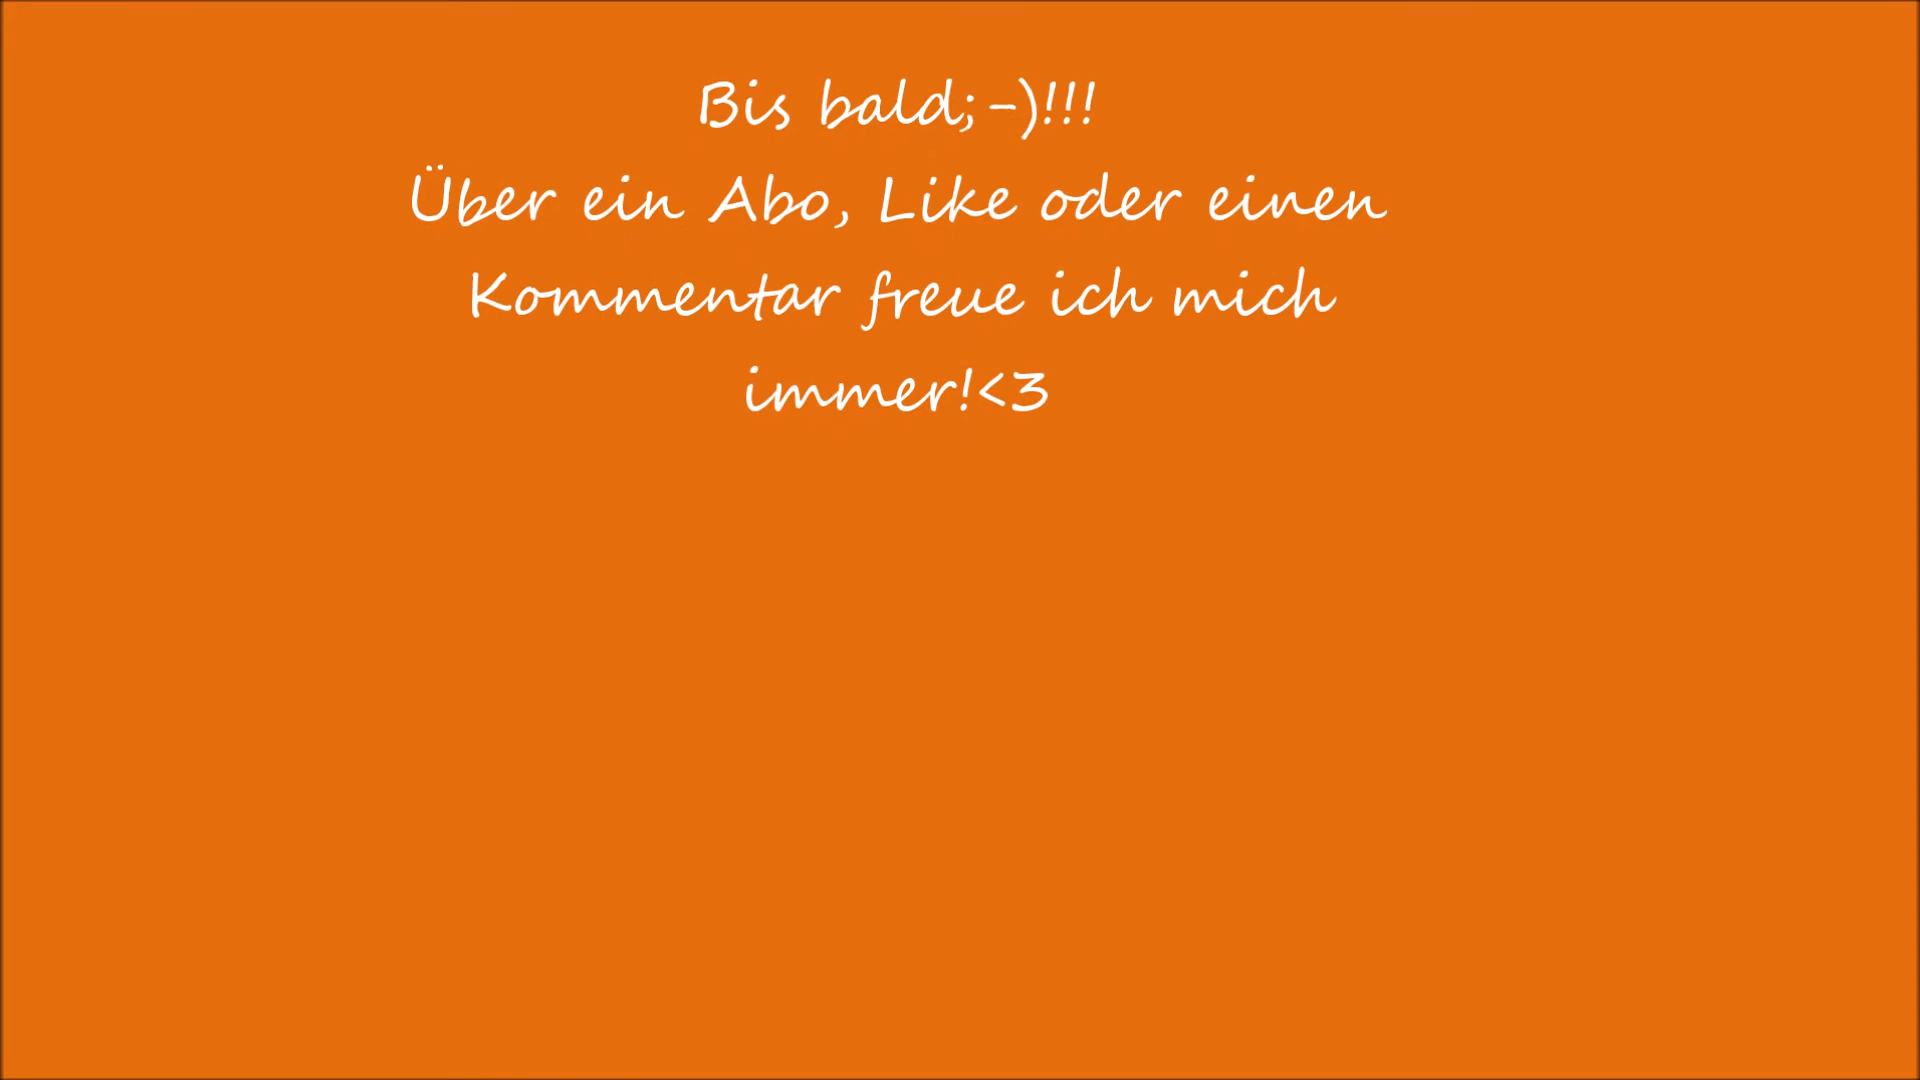 Bis bald;-)!!!
Über ein Abo, Like oder einen
Kommentar freue ich mich
immer!<3